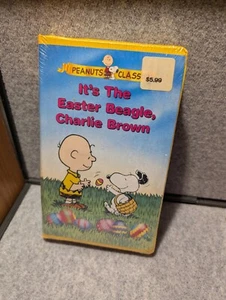 PEANUTS CLASS
$5.99
It's The
Easter Beagle,
Charlie Brown